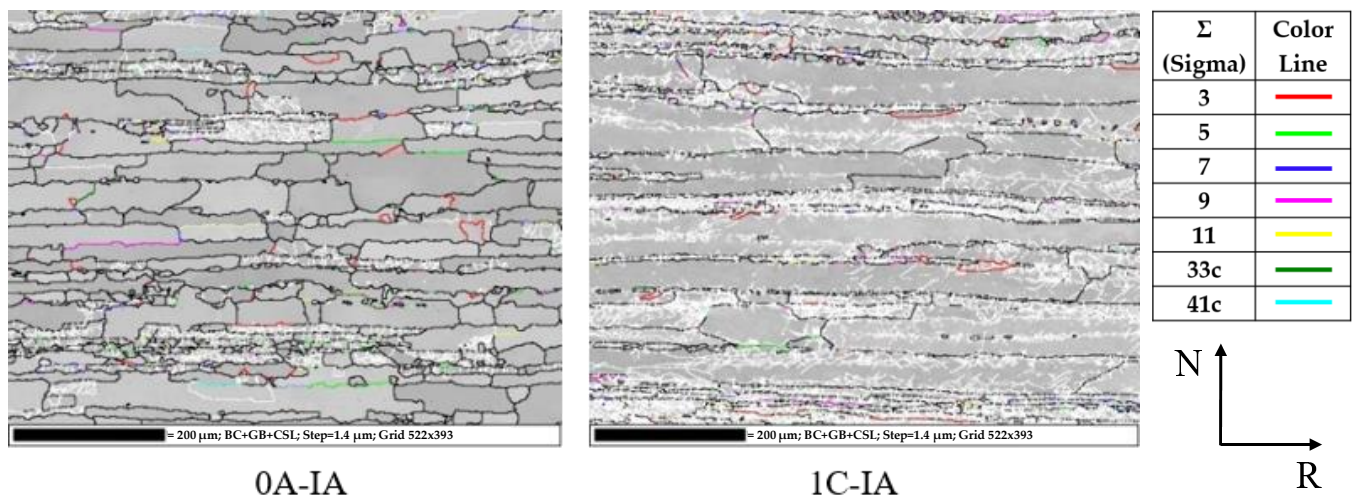 = 200 µm; BC+GB+CSL; Step=1.4 µm; Grid 522x393
0A-IA
= 200 µm; BC+GB+CSL; Step=1.4 µm; Grid 522x393
1C-IA
Σ (Sigma) Color Line
3
5
7
9
11
33c
41c
N
R